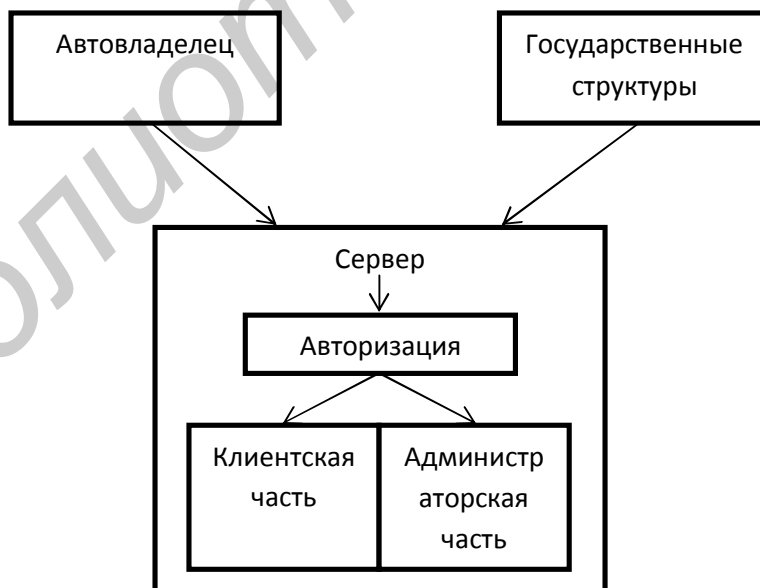 Автовладелец
Государственные
структуры
Сервер
Авторизация
Клиентская
часть
Администр
аторская
часть